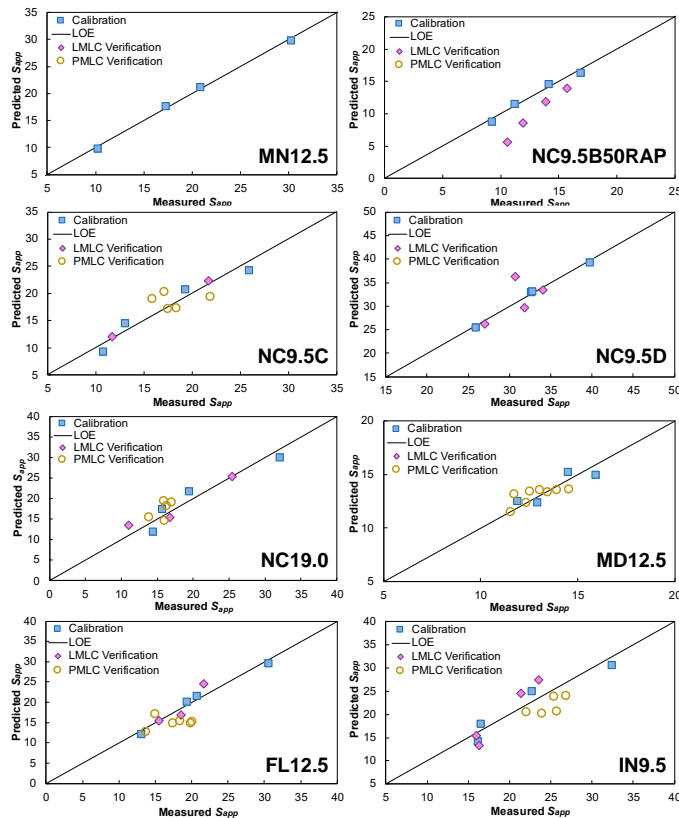 Predicted Sapp
35
30
25
20
15
10
5
Calibration
LOE
LMLC Verification
PMLC Verification
MN12.5
5 10 15 20 25 30 35
Measured Sapp
Predicted Sapp
25
20
15
10
5
0
Calibration
LOE
LMLC Verification
PMLC Verification
NC9.5B50RAP
0 5 10 15 20 25
Measured Sapp
Predicted Sapp
35
30
25
20
15
10
5
Calibration
LOE
LMLC Verification
PMLC Verification
NC9.5C
5 10 15 20 25 30 35
Measured Sapp
Predicted Sapp
50
45
40
35
30
25
20
15
Calibration
LOE
LMLC Verification
PMLC Verification
NC9.5D
15 20 25 30 35 40 45 50
Measured Sapp
Predicted Sapp
40
35
30
25
20
15
10
5
0
Calibration
LOE
LMLC Verification
PMLC Verification
NC19.0
0 5 10 15 20 25 30 35 40
Measured Sapp
Predicted Sapp
20
15
10
5
Calibration
LOE
LMLC Verification
PMLC Verification
MD12.5
5 10 15 20
Measured Sapp
Predicted Sapp
40
35
30
25
20
15
10
5
0
Calibration
LOE
LMLC Verification
PMLC Verification
FL12.5
5 10 15 20 25 30 35 40
Measured Sapp
Predicted Sapp
40
35
30
25
20
15
10
5
Calibration
LOE
LMLC Verification
PMLC Verification
IN9.5
5 10 15 20 25 30 35 40
Measured Sapp